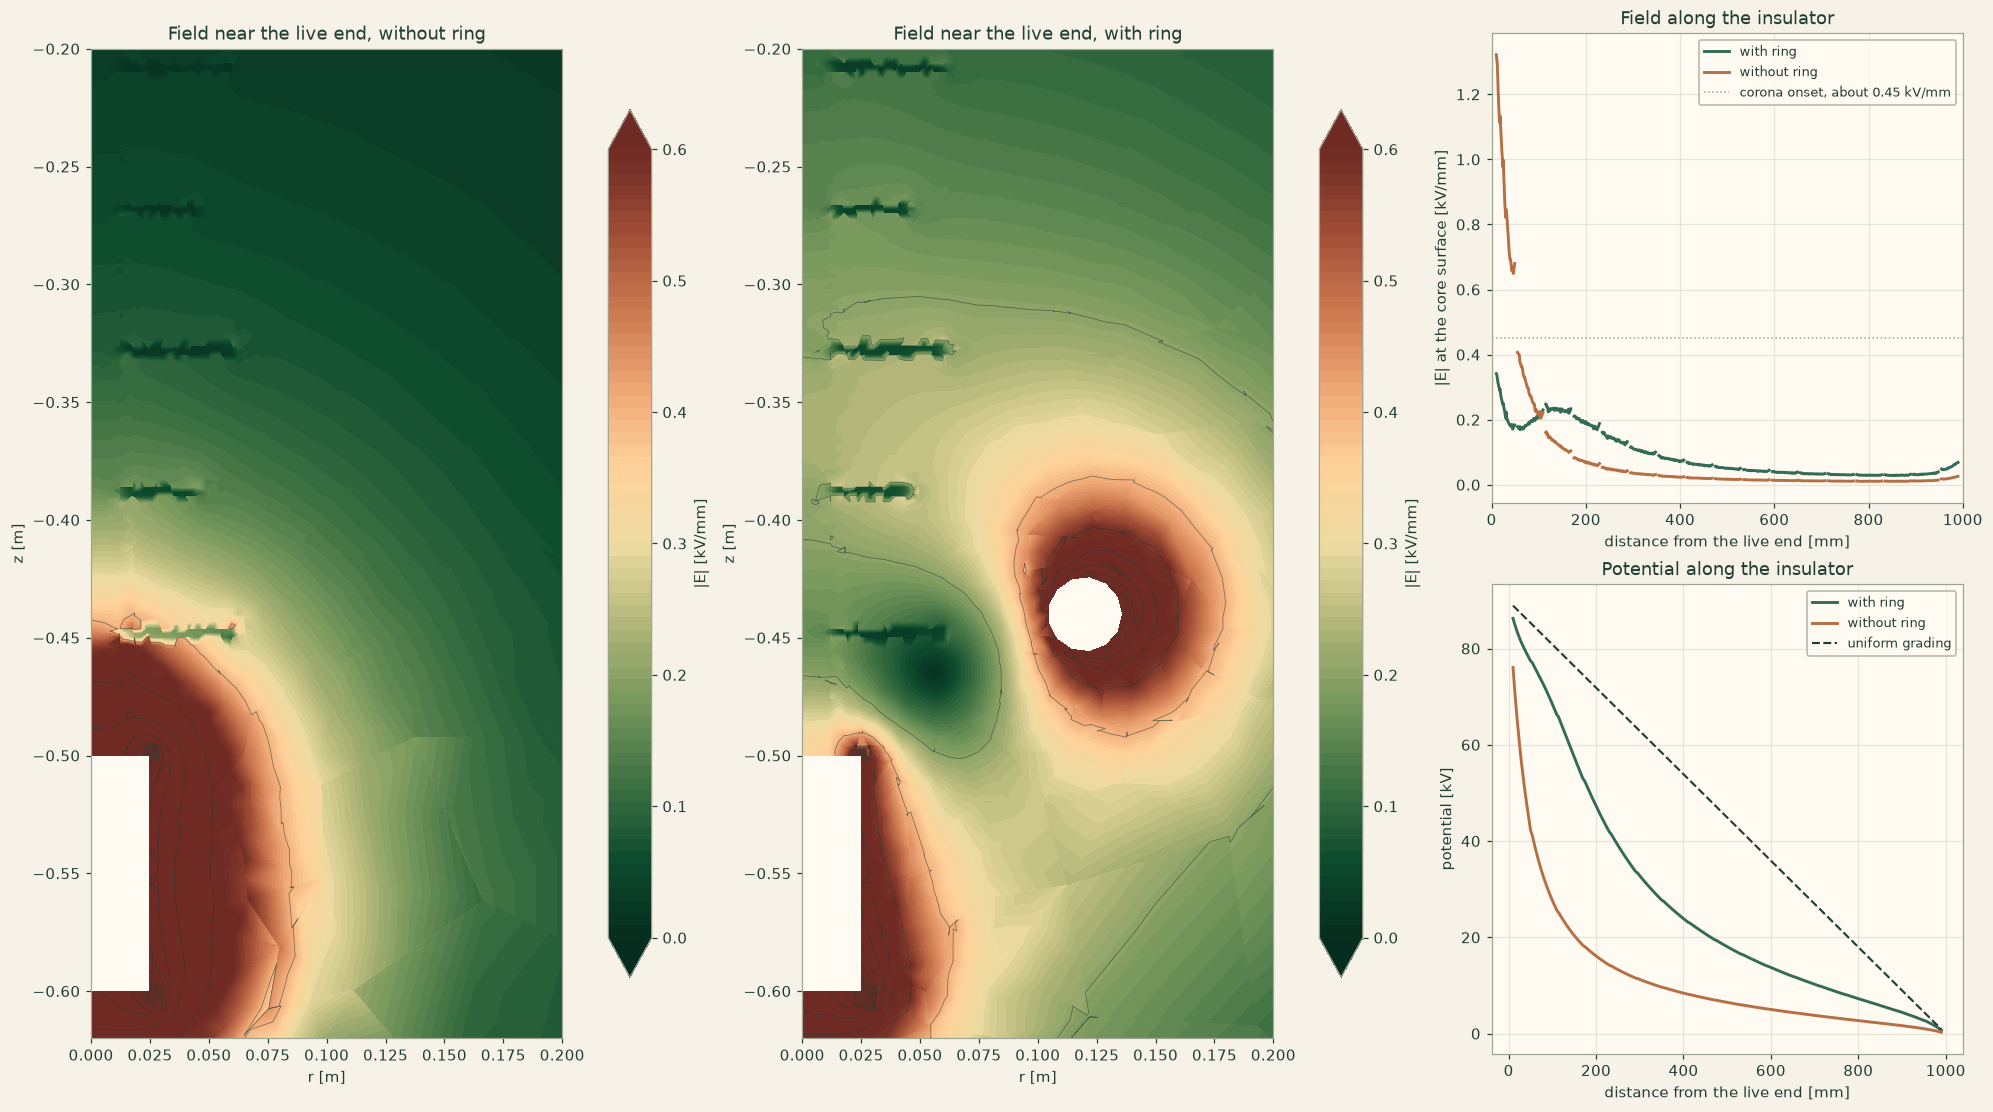 Field near the live end, without ring
−0.20
−0.25
−0.30
−0.35
−0.40
−0.45
−0.50
−0.55
−0.60
z [m]
0.000 0.025 0.050 0.075 0.100 0.125 0.150 0.175 0.200
r [m]
0.6
0.5
0.4
0.3
0.2
0.1
0.0
|E| [kV/mm]
Field near the live end, with ring
−0.20
−0.25
−0.30
−0.35
−0.40
−0.45
−0.50
−0.55
−0.60
z [m]
0.000 0.025 0.050 0.075 0.100 0.125 0.150 0.175 0.200
r [m]
0.6
0.5
0.4
0.3
0.2
0.1
0.0
|E| [kV/mm]
Field along the insulator
with ring
without ring
corona onset, about 0.45 kV/mm
1.2
1.0
0.8
0.6
0.4
0.2
0.0
|E| at the core surface [kV/mm]
0 200 400 600 800 1000
distance from the live end [mm]
Potential along the insulator
with ring
without ring
uniform grading
80
60
40
20
0
potential [kV]
0 200 400 600 800 1000
distance from the live end [mm]